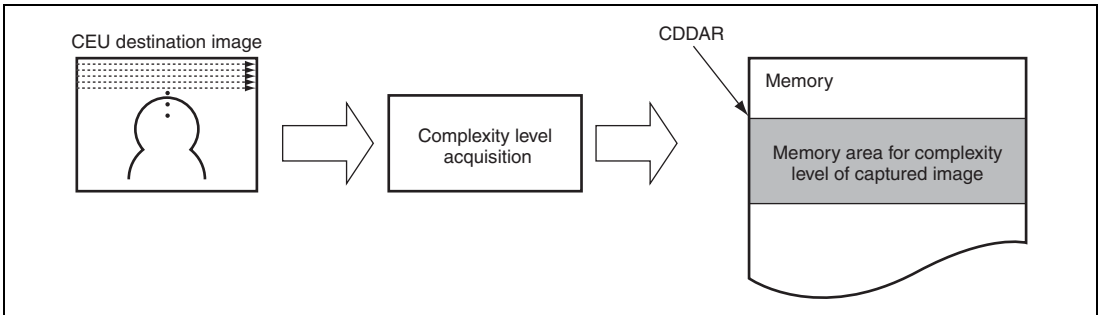 CEU destination image
Complexity level
acquisition
CDDAR
Memory
Memory area for complexity
level of captured image